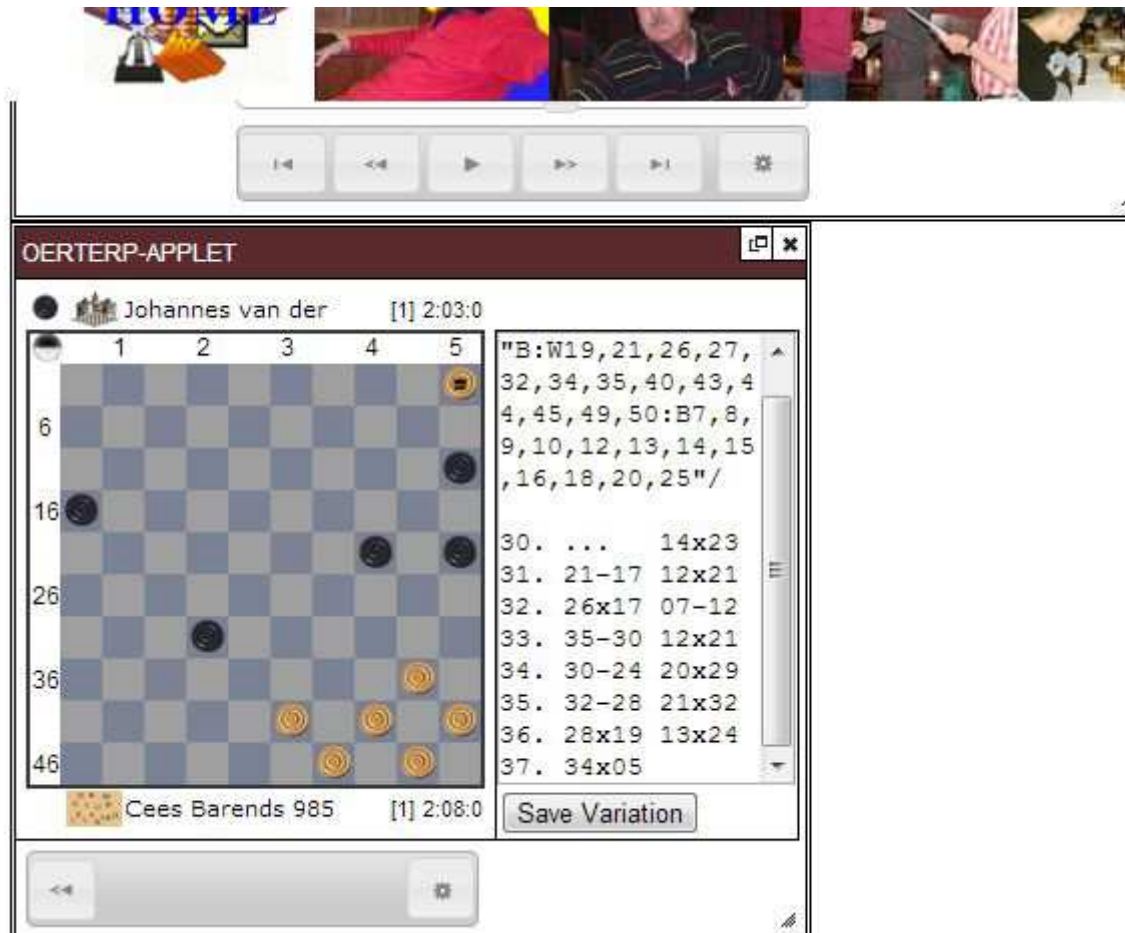 HOME
OERTERP-APPLET
Johannes van der [1] 2:03:0
1 2 3 4 5
6
16
26
36
46
"B:W19,21,26,27,
32,34,35,40,43,4
4,45,49,50:B7,8,
9,10,12,13,14,15
,16,18,20,25"/
30. ... 14x23
31. 21-17 12x21
32. 26x17 07-12
33. 35-30 12x21
34. 30-24 20x29
35. 32-28 21x32
36. 28x19 13x24
37. 34x05
Cees Barends 985 [1] 2:08:0
Save Variation